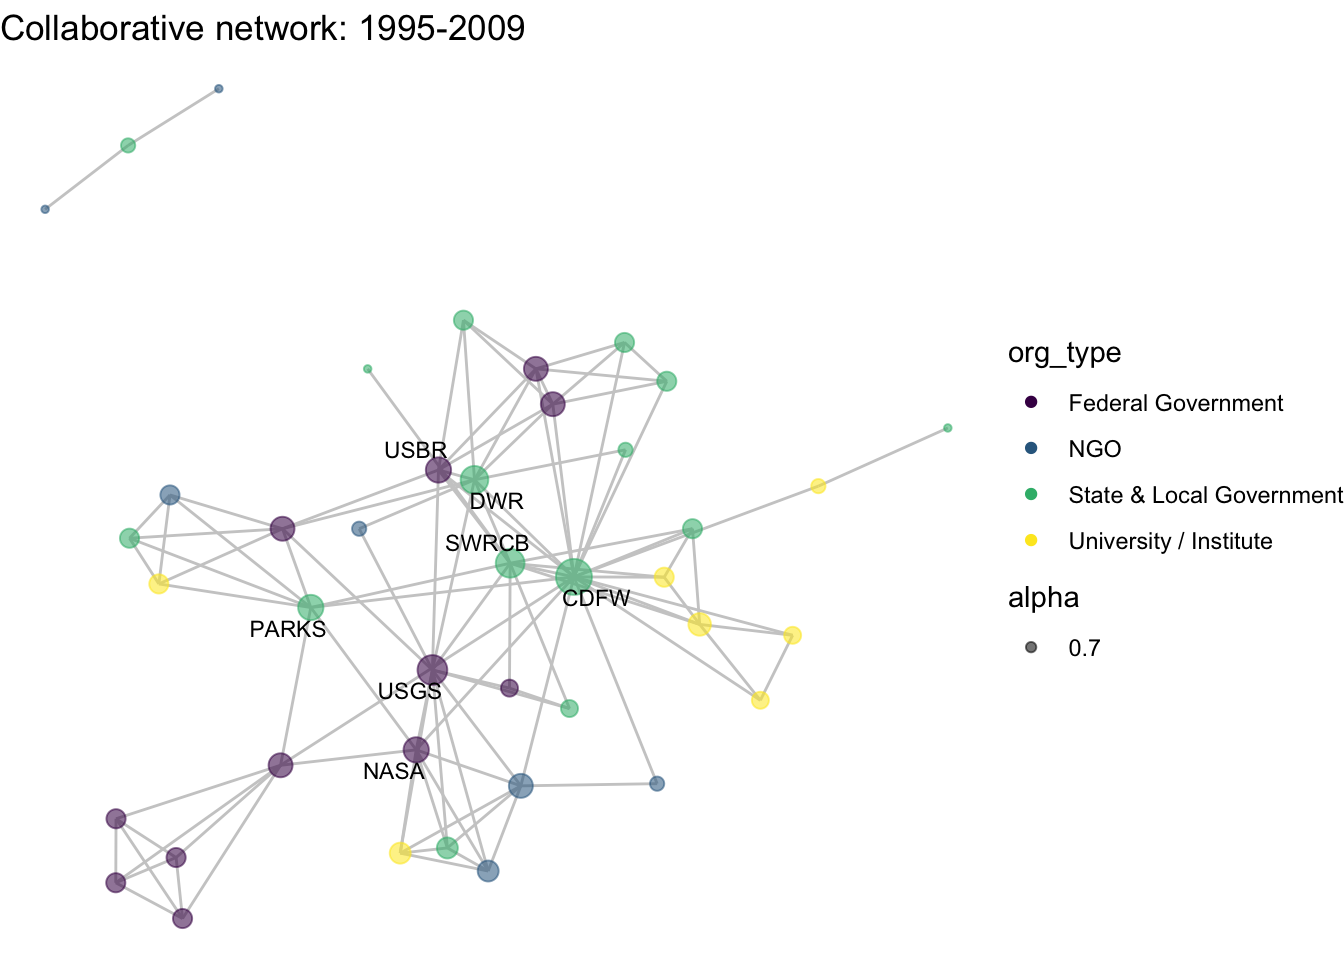 Collaborative network: 1995-2009
USBR
DWR
SWRCB
CDFW
PARKS
USGS
NASA
org_type
Federal Government
NGO
State & Local Government
University / Institute
alpha
0.7